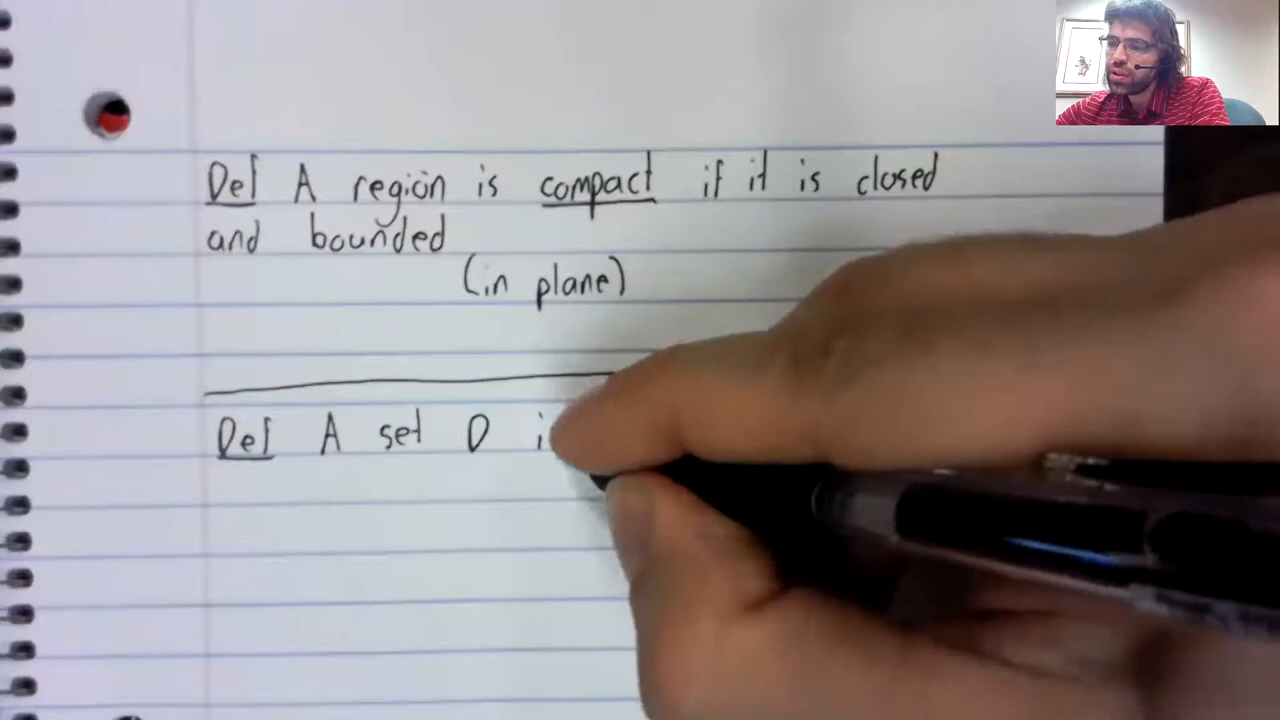 Def A region is compact if it is closed
and bounded
(in plane)
Def A set D